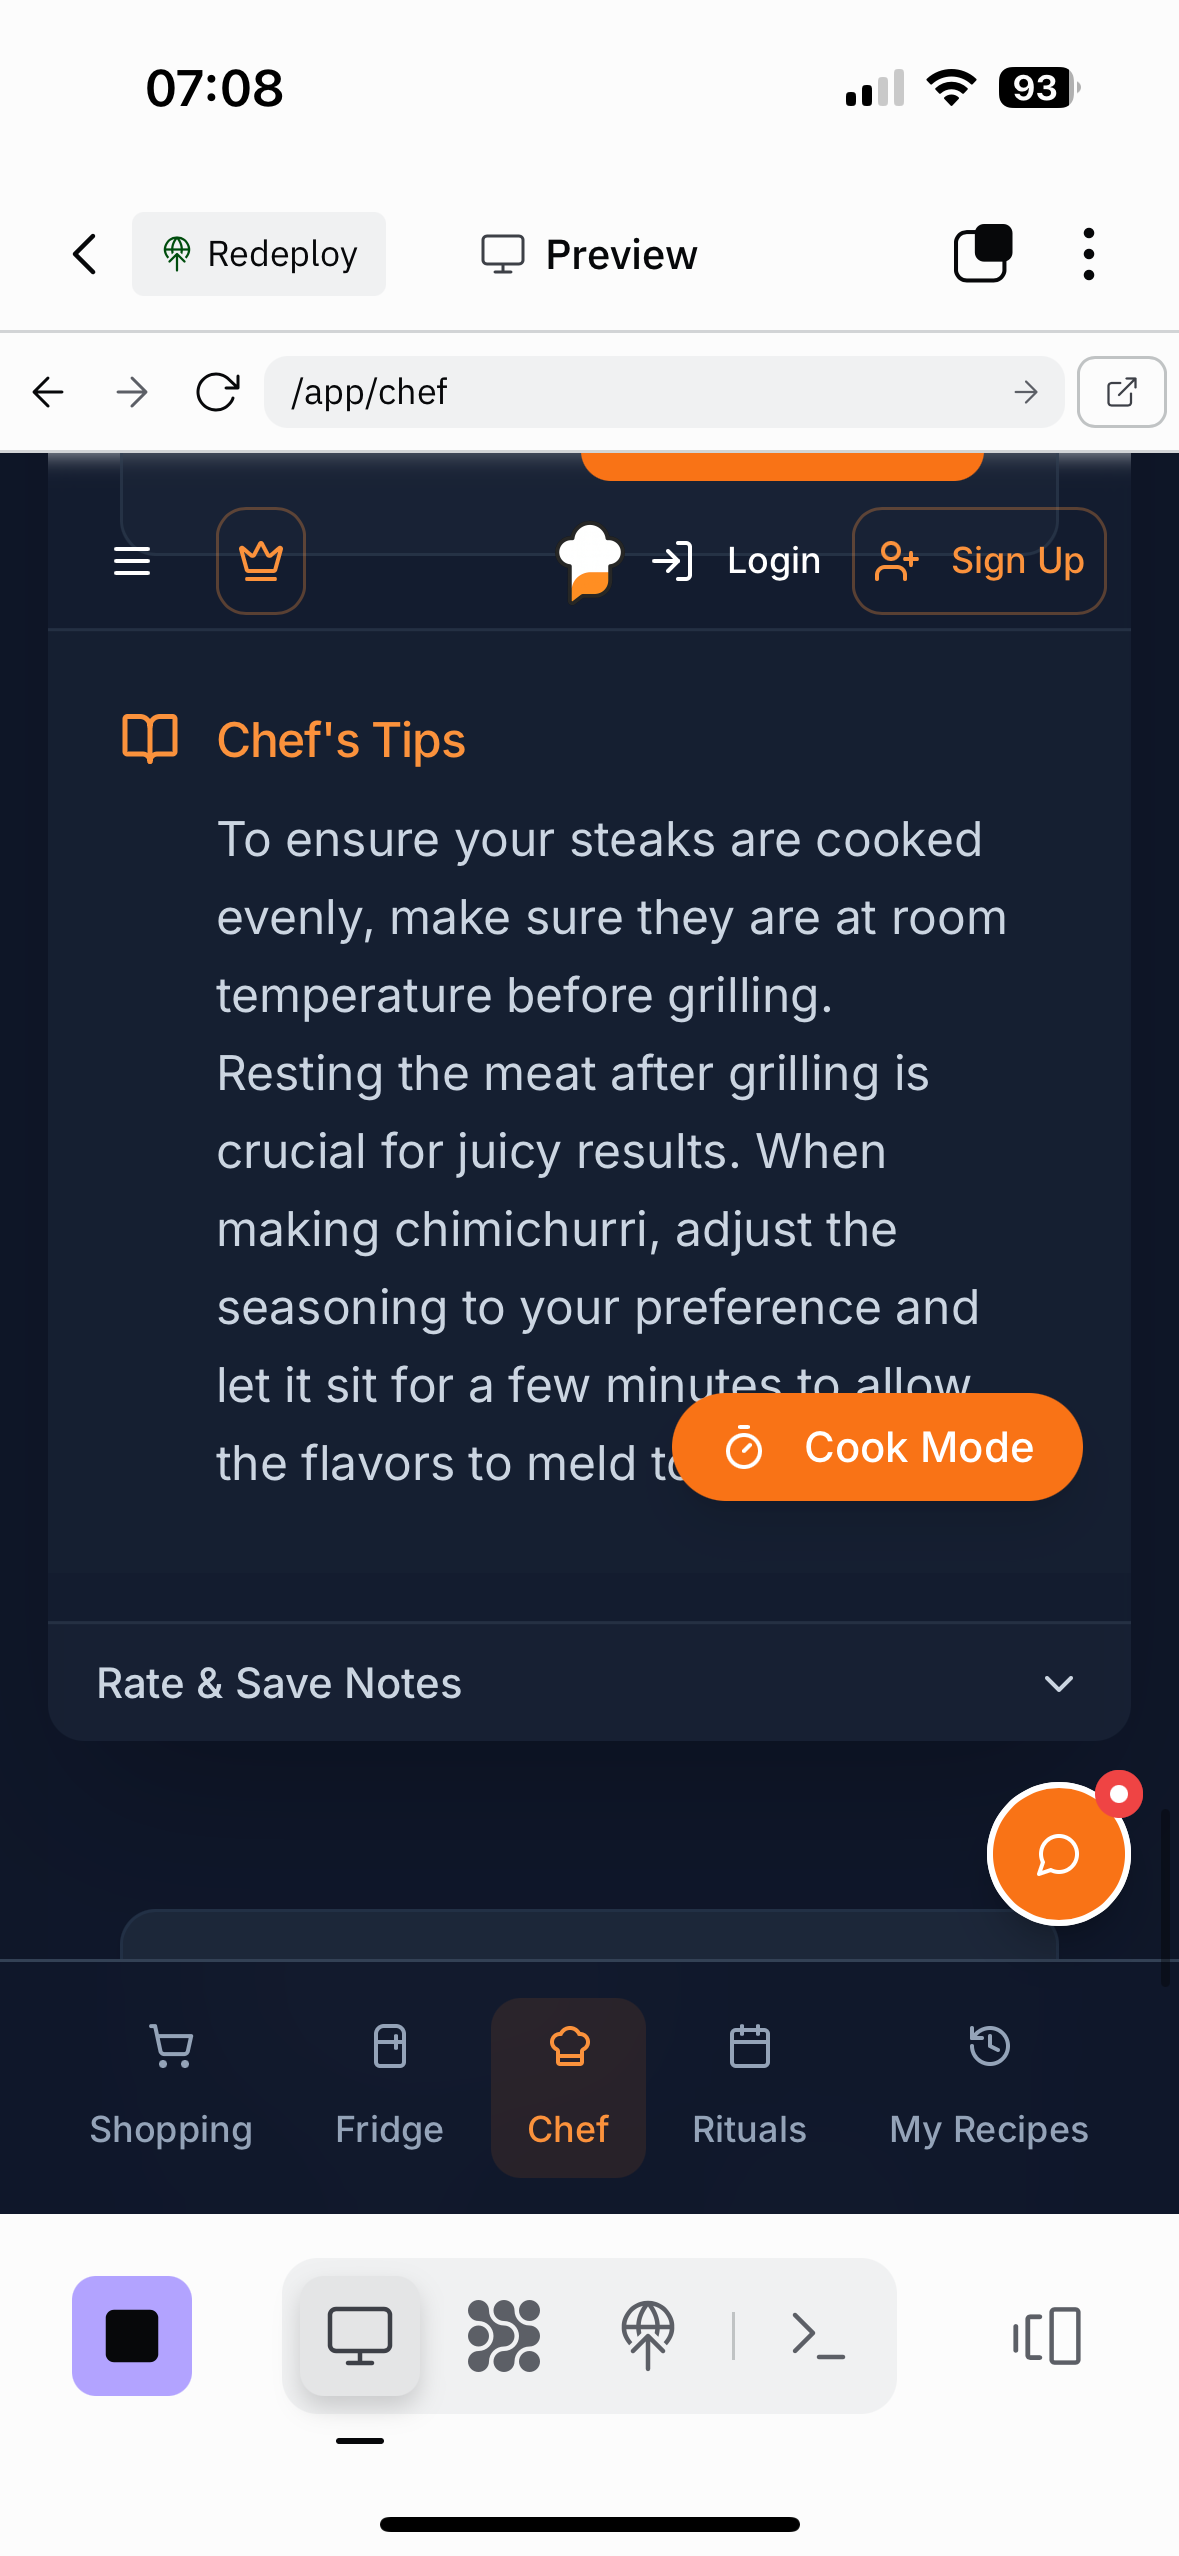 07:08
93
Redeploy
Preview
/app/chef
Login
Sign Up
Chef's Tips
To ensure your steaks are cooked
evenly, make sure they are at room
temperature before grilling.
Resting the meat after grilling is
crucial for juicy results. When
making chimichurri, adjust the
seasoning to your preference and
let it sit for a few minutes to allow
the flavors to meld
Cook Mode
Rate & Save Notes
Shopping
Fridge
Chef
Rituals
My Recipes